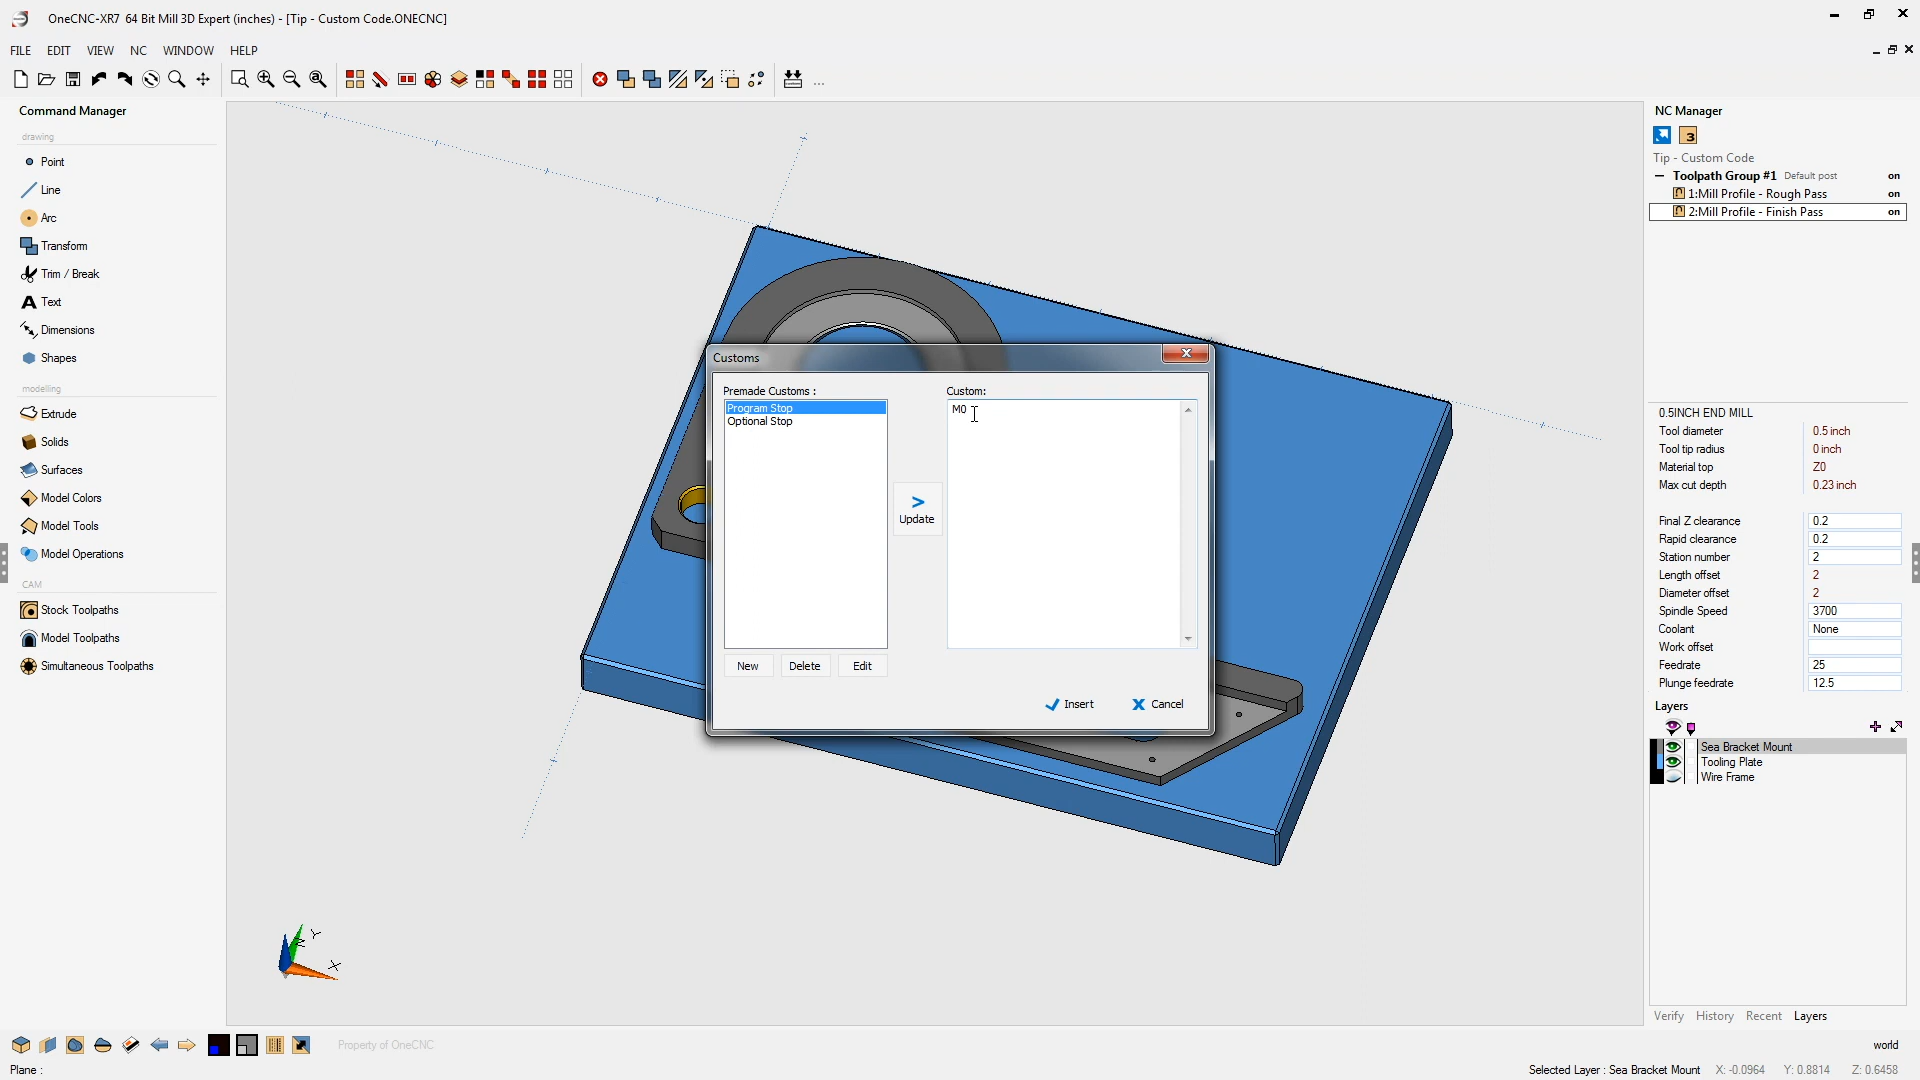 OneCNC-XR7 64 Bit Mill 3D Expert (inches) - [Tip - Custom Code.ONECNC]
FILE EDIT VIEW NC WINDOW HELP
Command Manager
drawing
Point
Line
Arc
Transform
Trim / Break
Text
Dimensions
Shapes
modelling
Extrude
Solids
Surfaces
Model Colors
Model Tools
Model Operations
CAM
Stock Toolpaths
Model Toolpaths
Simultaneous Toolpaths
Customs
Premade Customs :
Program Stop
Optional Stop
> Update
Custom:
M0
New Delete Edit
Insert Cancel
X Y
NC Manager
3
Tip - Custom Code
Toolpath Group #1 Default post on
1:Mill Profile - Rough Pass on
2:Mill Profile - Finish Pass on
0.5INCH END MILL
Tool diameter 0.5 inch
Tool tip radius 0 inch
Material top Z0
Max cut depth 0.23 inch
Final Z clearance 0.2
Rapid clearance 0.2
Station number 2
Length offset 2
Diameter offset 2
Spindle Speed 3700
Coolant None
Work offset
Feedrate 25
Plunge feedrate 12.5
Layers
Sea Bracket Mount
Tooling Plate
Wire Frame
Verify History Recent Layers
Property of OneCNC
world
Plane :
Selected Layer : Sea Bracket Mount X: -0.0964 Y: 0.8814 Z: 0.6458